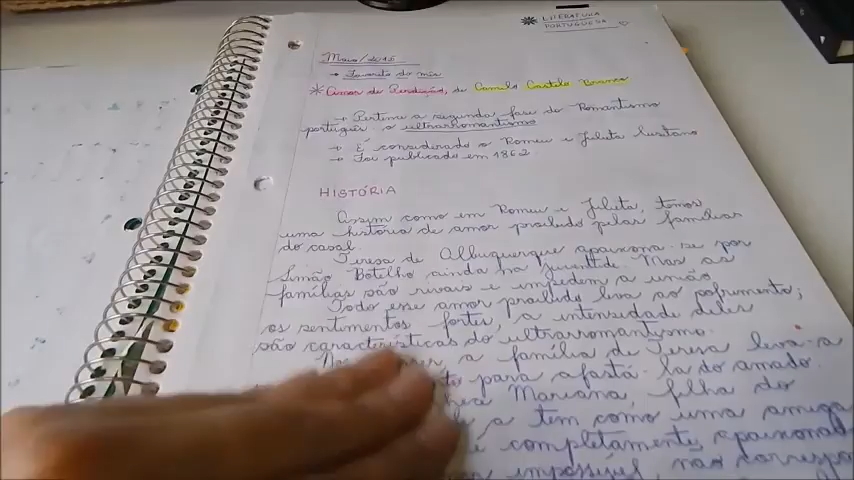 LITERATURA
PORTUGUESA
Maio/2015
→ Favorito do mês
* Amor de Perdição, de Camilo Castelo Branco
→ Pertence a segunda fase do Romantismo
português, o ultrarromantismo
→ É considerado o Romeu e Julieta lusitano
→ Foi publicado em 1862.
HISTÓRIA
Assim como em Romeu e Julieta, temos
uma história de amor proibido pelas famílias
do casal.
Teresa de Albuquerque apaixona-se por
Simão Botelho ainda na juventude. Mas as
famílias são rivais e impedem a união.
Todo esse amor proibido leva ao sofrimento;
os sentimentos fortes, a intensidade deles
são características do ultrarromantismo.
a família de Teresa leva-a
para afastá-la do amado.
Mariana, filha do
a tem como uma amiga
completamente apaixonad
impossível, não correspo